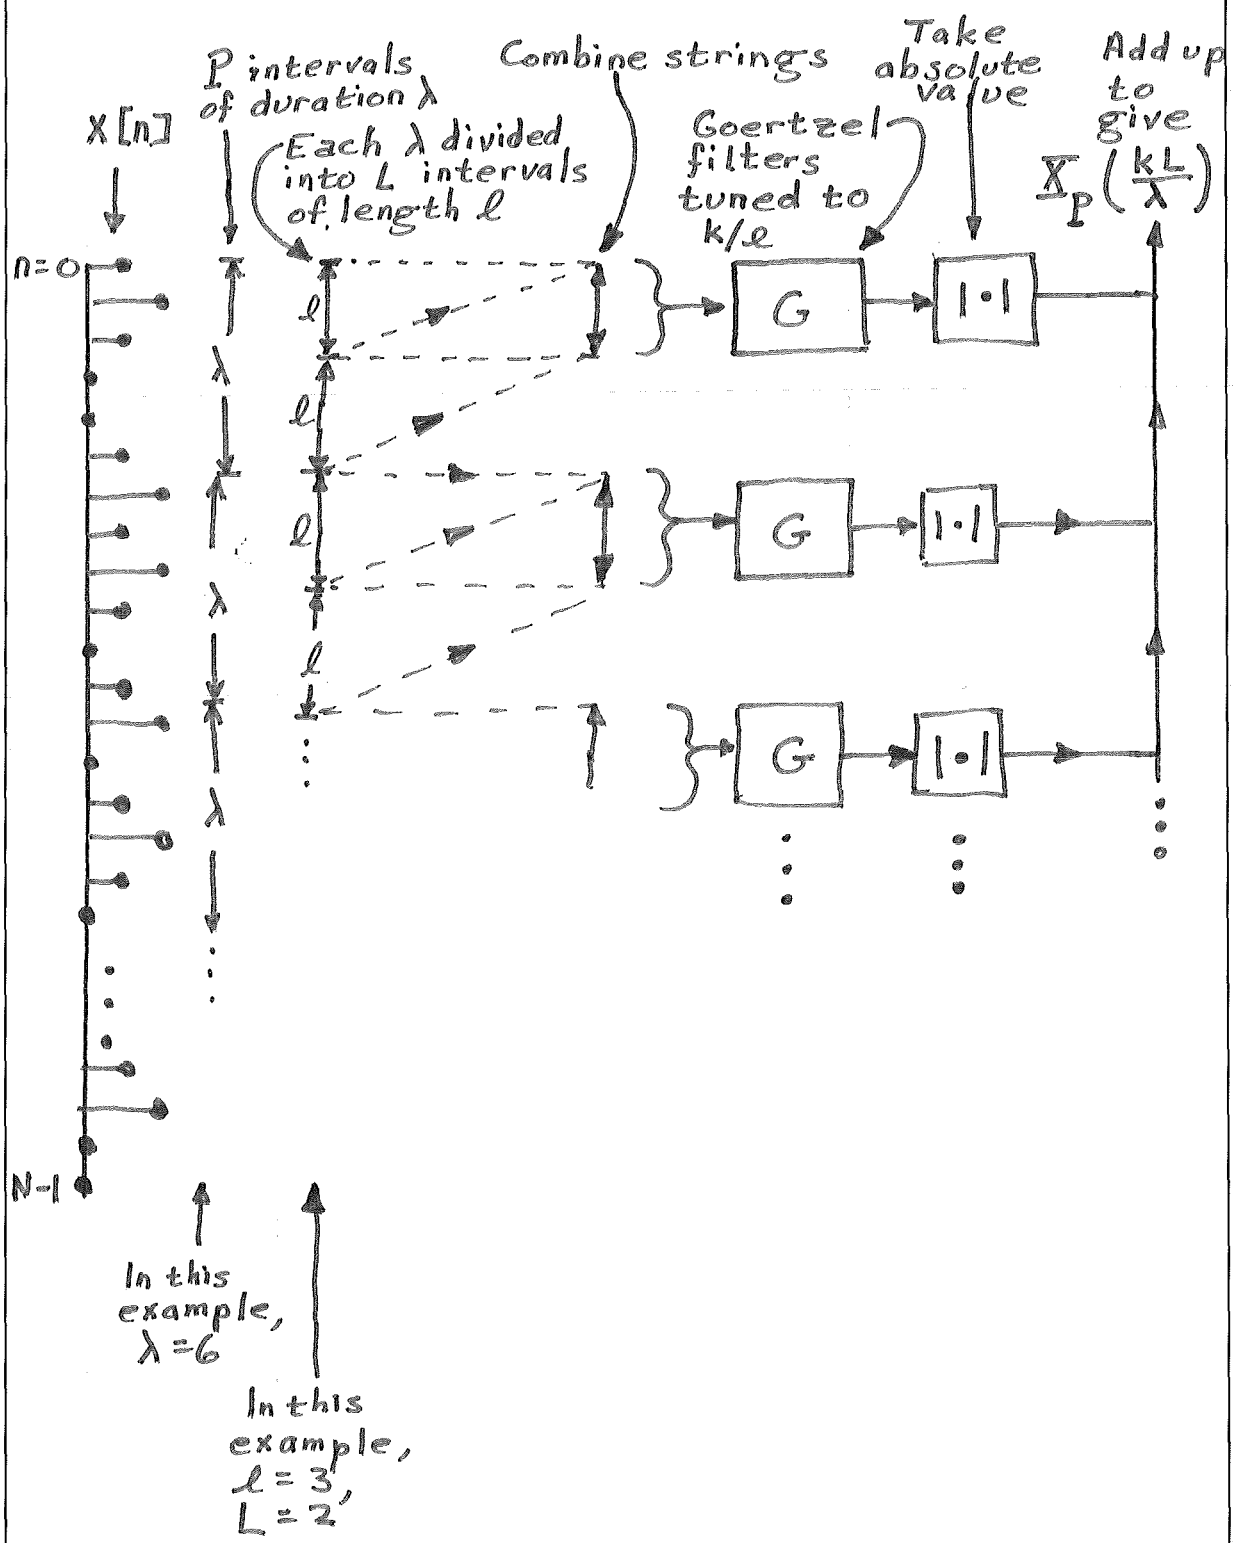 X[n]
P intervals
of duration λ
Each λ divided
into L intervals
of length ℓ
Combine strings
Goertzel
filters
tuned to
k/ℓ
Take
absolute
value
Add up
to
give
X_p(kL/λ)
n=0
ℓ
G
|•|
λ
ℓ
ℓ
G
|•|
λ
ℓ
G
|•|
λ
N-1
In this
example,
λ=6
In this
example,
ℓ=3,
L=2